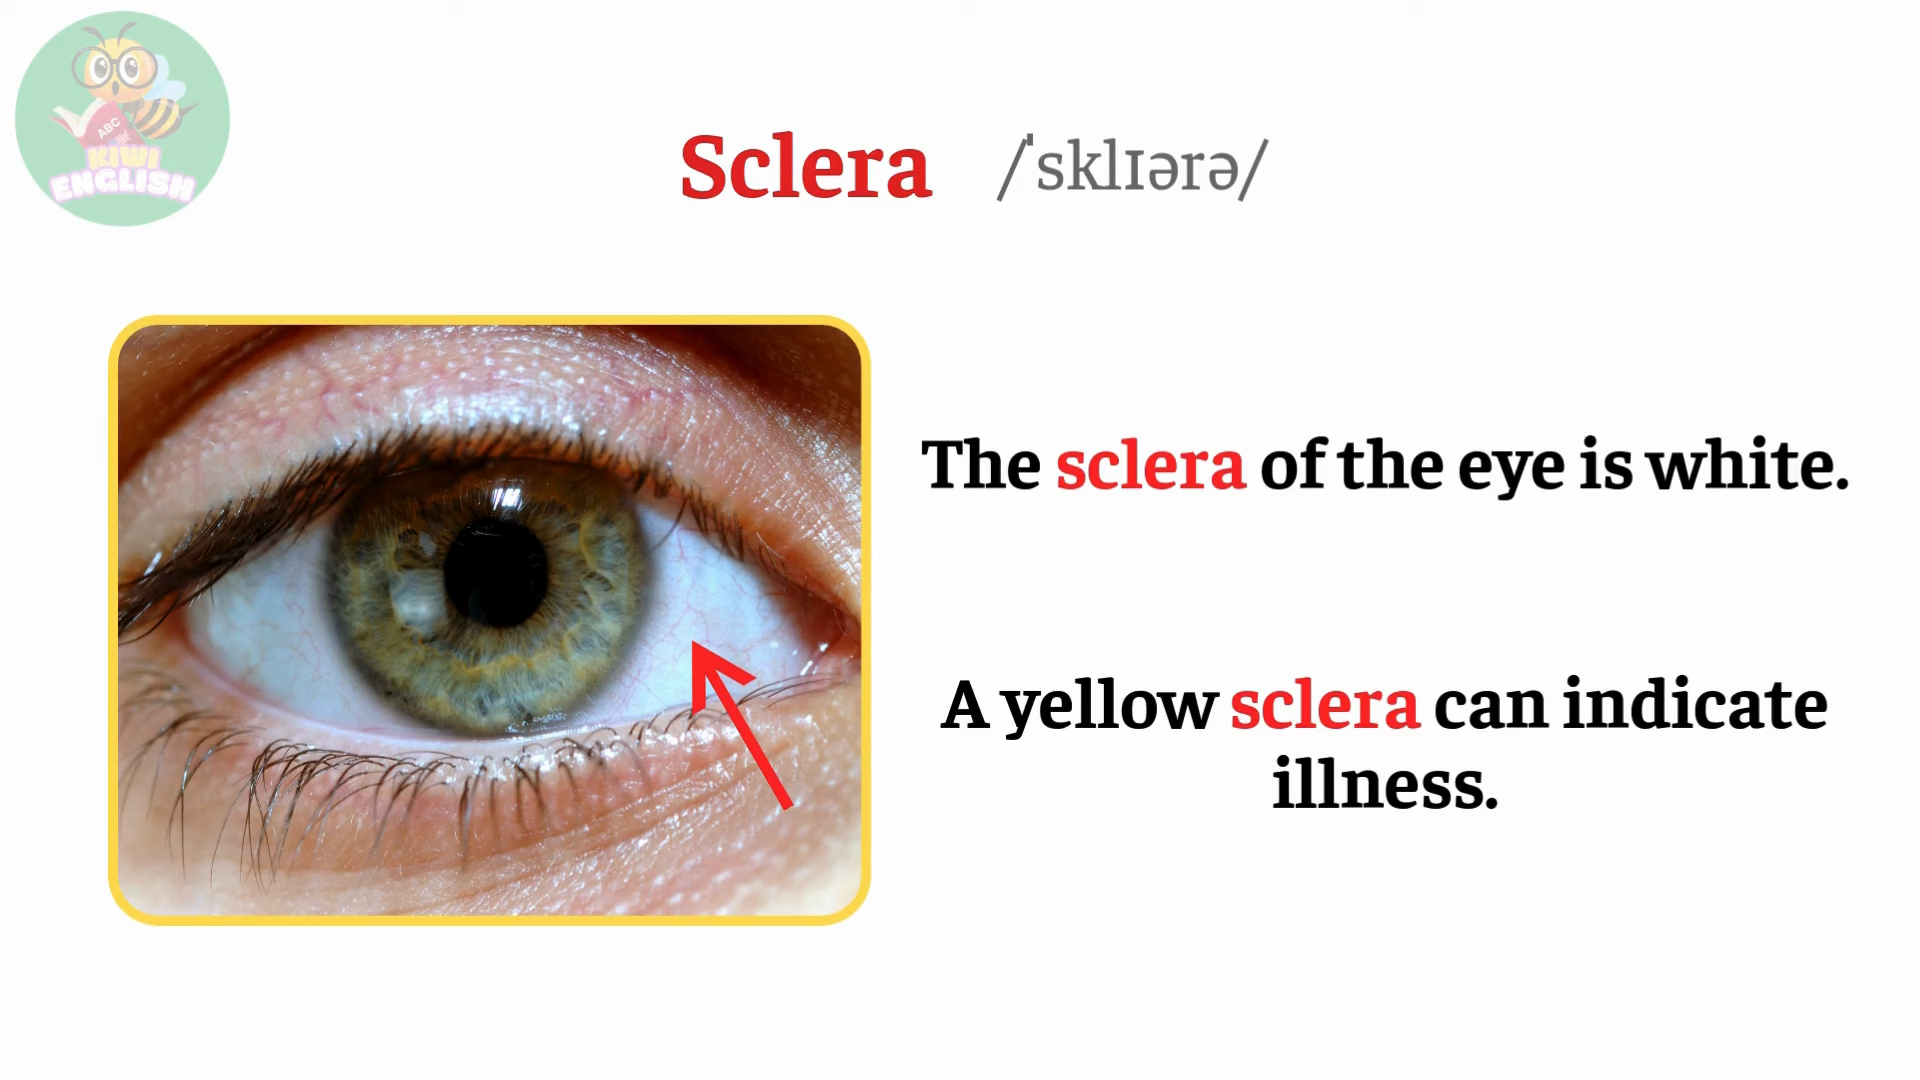 ABC
KIWI
ENGLISH
Sclera /ˈsklɪərə/
The sclera of the eye is white.
A yellow sclera can indicate
illness.